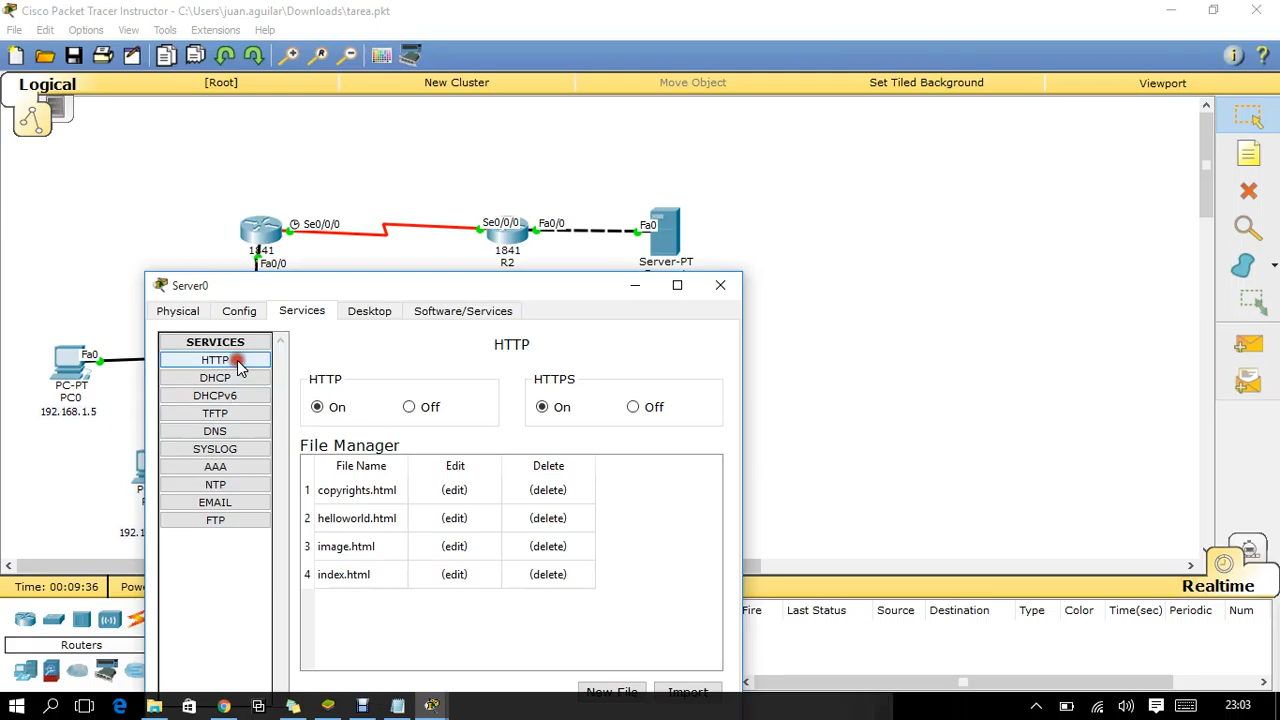 Cisco Packet Tracer Instructor - C:\Users\juan.aguilar\Downloads\tarea.pkt
File Edit Options View Tools Extensions Help
Logical [Root] New Cluster Move Object Set Tiled Background Viewport
Se0/0/0 Se0/0/0 Fa0/0 Fa0
1841 1841 Server-PT
Fa0/0 R2
Server0
Physical Config Services Desktop Software/Services
SERVICES
HTTP
DHCP
DHCPv6
TFTP
DNS
SYSLOG
AAA
NTP
EMAIL
FTP
HTTP
HTTP HTTPS
On Off On Off
File Manager
File Name Edit Delete
1 copyrights.html (edit) (delete)
2 helloworld.html (edit) (delete)
3 image.html (edit) (delete)
4 index.html (edit) (delete)
New File Import
Fa0
PC-PT
PC0
192.168.1.5
Time: 00:09:36 Realtime
Routers
Last Status Source Destination Type Color Time(sec) Periodic Num
23:03